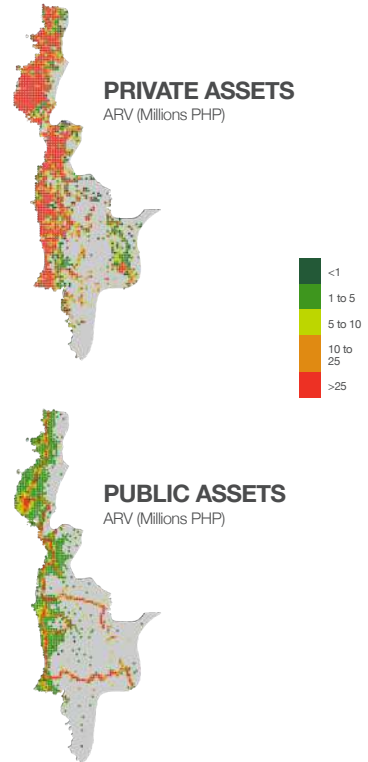 PRIVATE ASSETS
ARV (Millions PHP)
<1
1 to 5
5 to 10
10 to
25
>25
PUBLIC ASSETS
ARV (Millions PHP)